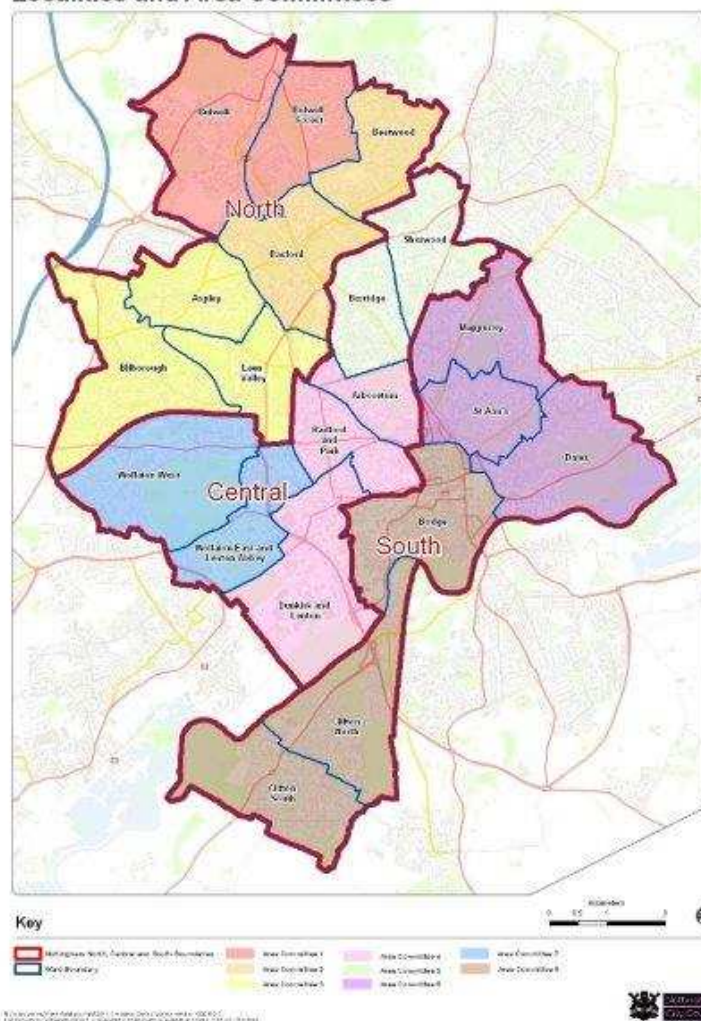 Localities and Area Committees
Bulwell
Bulwell
Forest
Bestwood
North
Sherwood
Basford
Aspley
Berridge
Mapperley
Bilborough
Leen
Valley
Arboretum
St Ann's
Radford
and
Park
Dales
Wollaton West
Central
Bridge
South
Wollaton East and
Lenton Abbey
Dunkirk and
Lenton
Clifton
North
Clifton
South
Kilometers
Key
Nottingham North, Central and South Boundaries
Ward Boundary
Area Committee 1
Area Committee 2
Area Committee 3
Area Committee 4
Area Committee 5
Area Committee 6
Area Committee 7
Area Committee 8